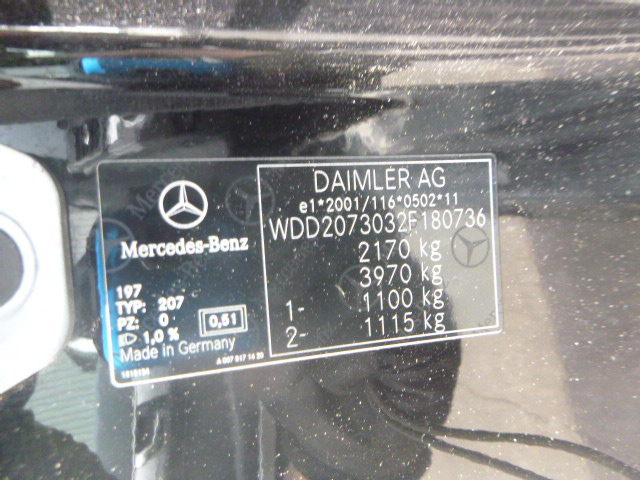 Mercedes-Benz
197
TYP: 207
PZ: 0
1,0 %
0,51
Made in Germany
DAIMLER AG
e1*2001/116*0502*11
WDD2073032F180736
2170 kg
3970 kg
1- 1100 kg
2- 1115 kg